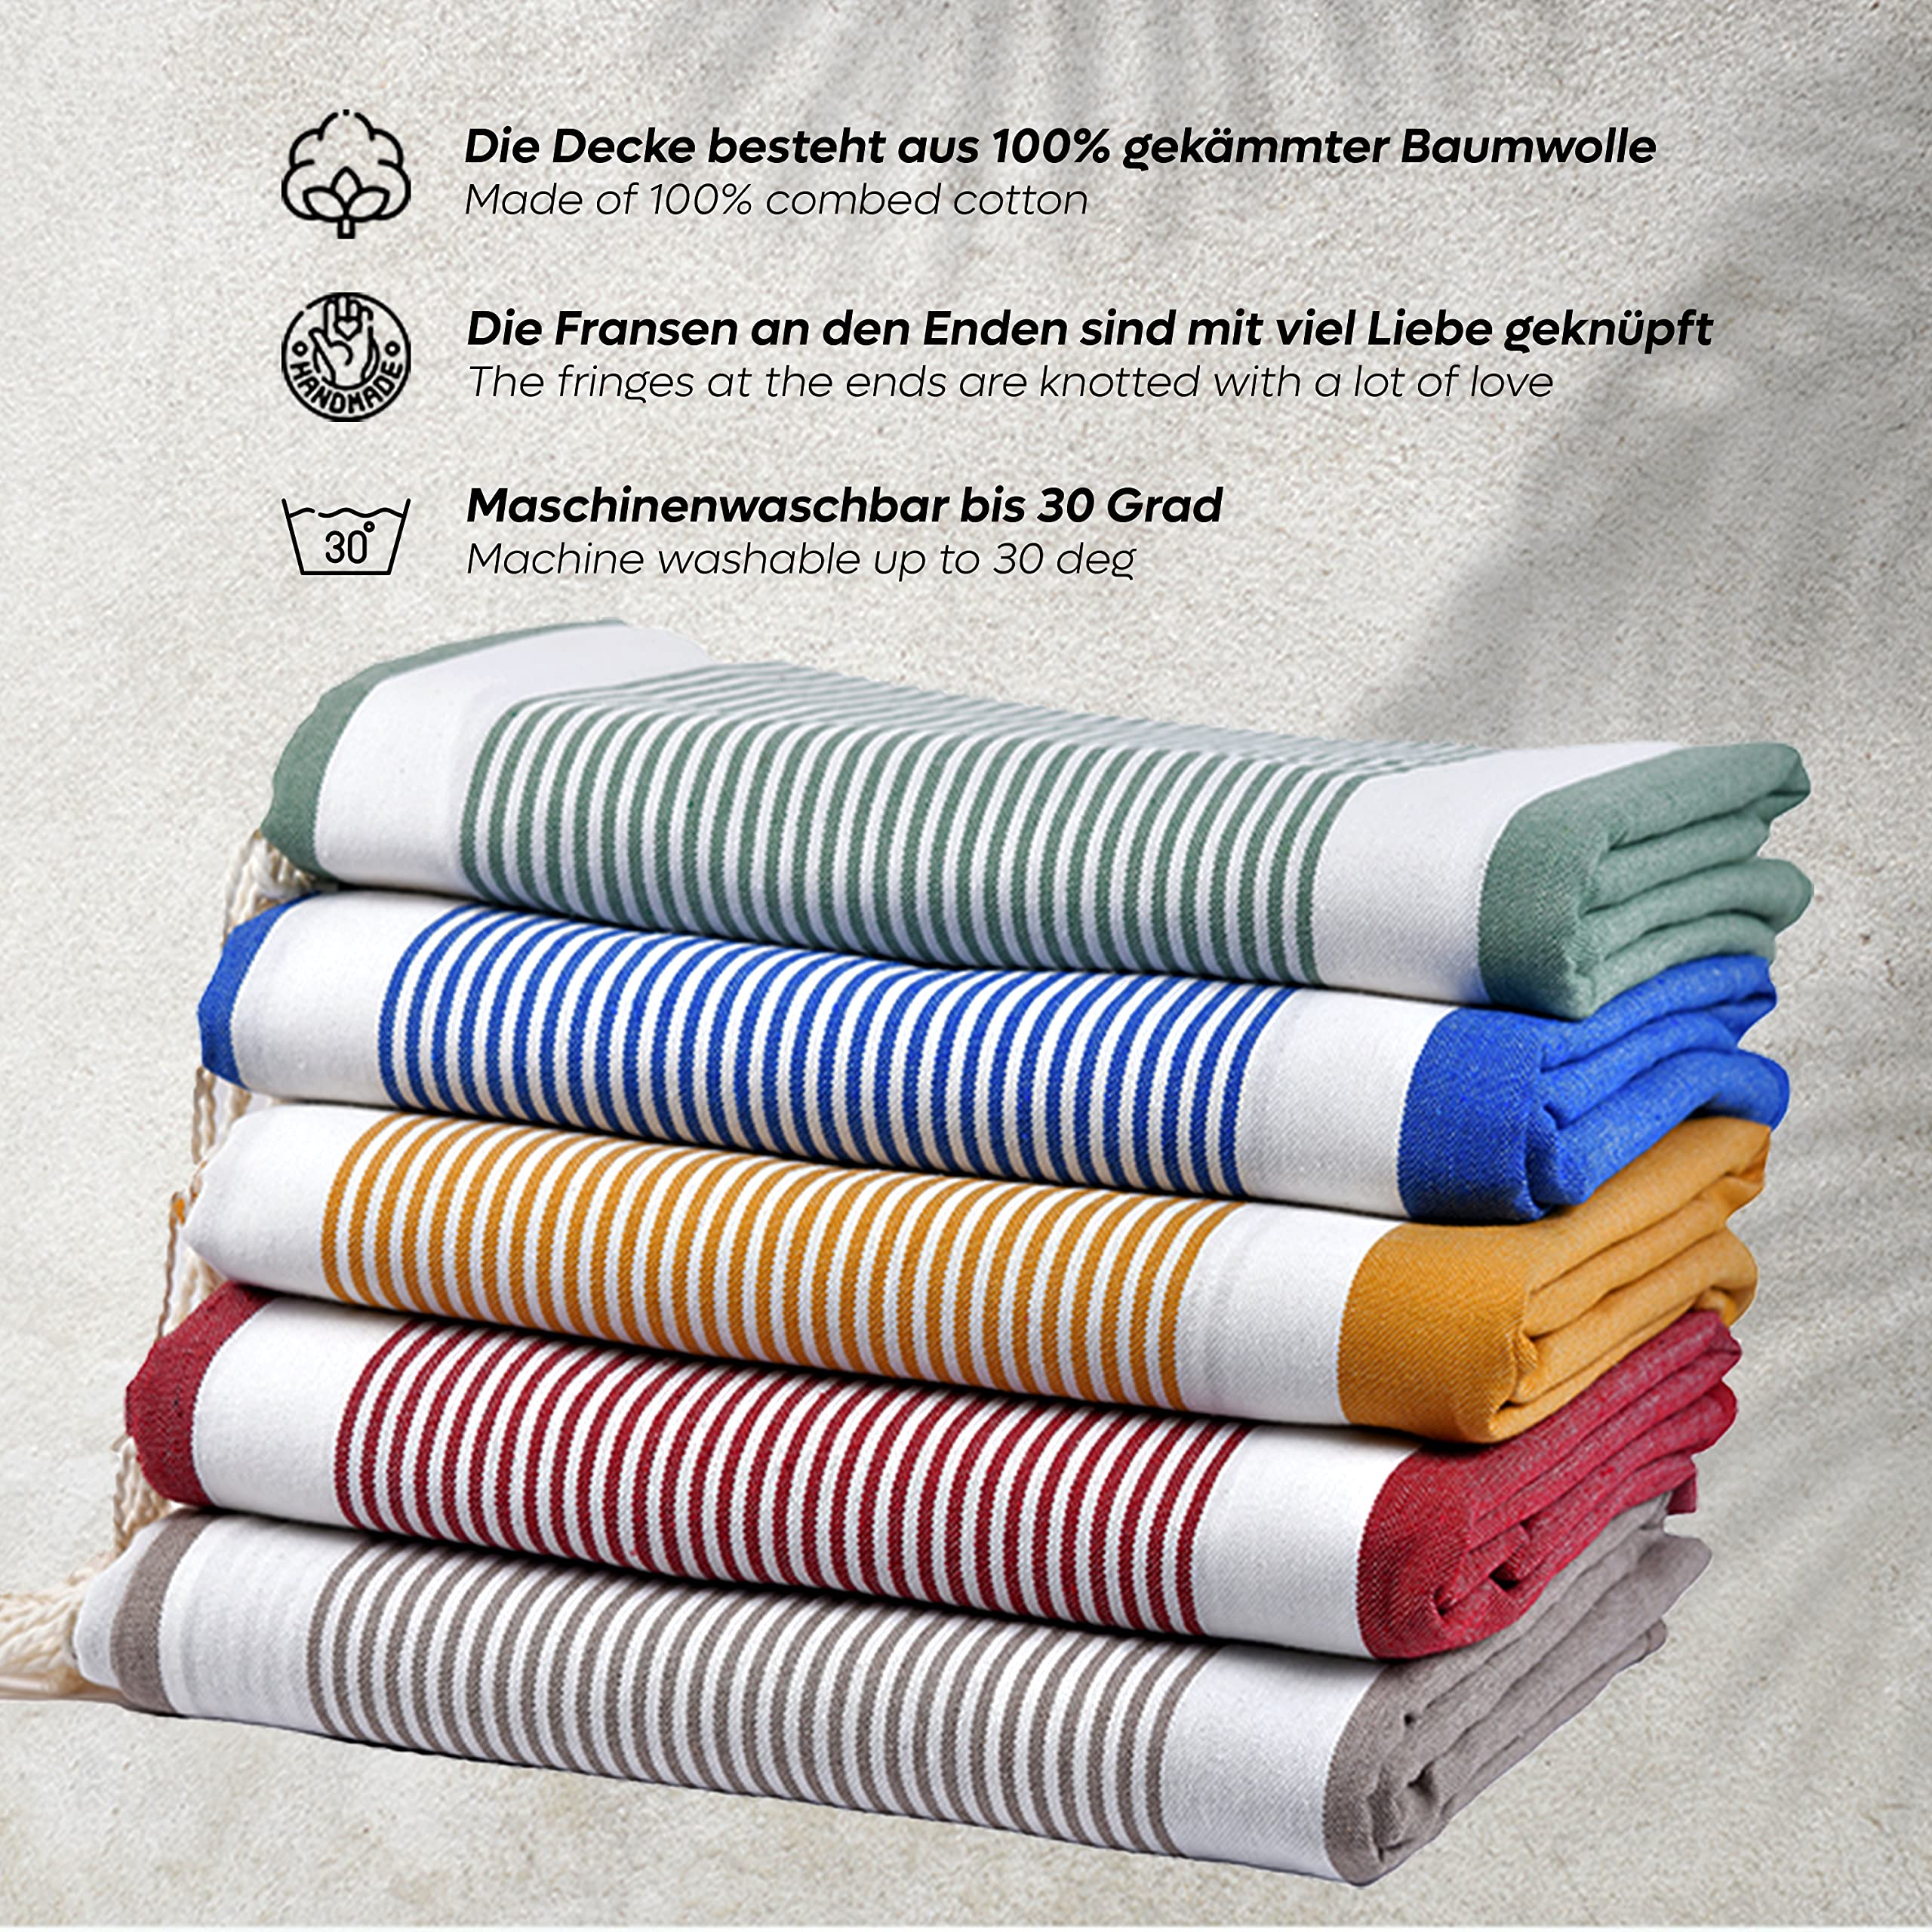 Die Decke besteht aus 100% gekämmter Baumwolle
Made of 100% combed cotton
HANDMADE
Die Fransen an den Enden sind mit viel Liebe geknüpft
The fringes at the ends are knotted with a lot of love
30°
Maschinenwaschbar bis 30 Grad
Machine washable up to 30 deg